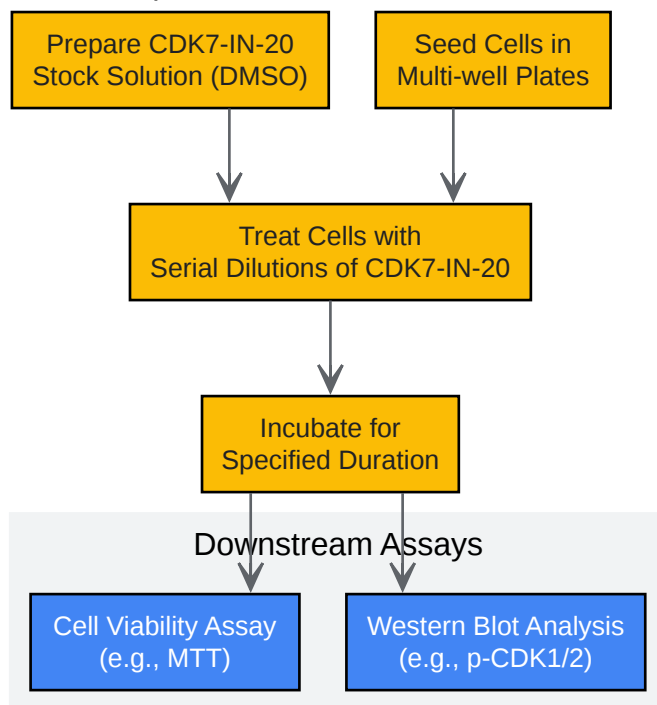 Prepare CDK7-IN-20
Stock Solution (DMSO)
Seed Cells in
Multi-well Plates
Treat Cells with
Serial Dilutions of CDK7-IN-20
Incubate for
Specified Duration
Downstream Assays
Cell Viability Assay
(e.g., MTT)
Western Blot Analysis
(e.g., p-CDK1/2)